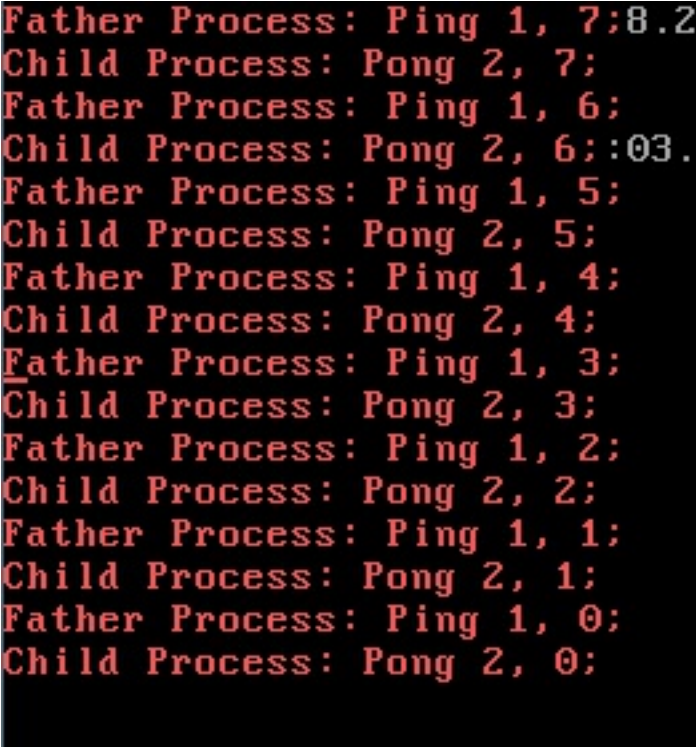 Father Process: Ping 1, 7;8.2
Child Process: Pong 2, 7;
Father Process: Ping 1, 6;
Child Process: Pong 2, 6;:03.
Father Process: Ping 1, 5;
Child Process: Pong 2, 5;
Father Process: Ping 1, 4;
Child Process: Pong 2, 4;
Father Process: Ping 1, 3;
Child Process: Pong 2, 3;
Father Process: Ping 1, 2;
Child Process: Pong 2, 2;
Father Process: Ping 1, 1;
Child Process: Pong 2, 1;
Father Process: Ping 1, 0;
Child Process: Pong 2, 0;